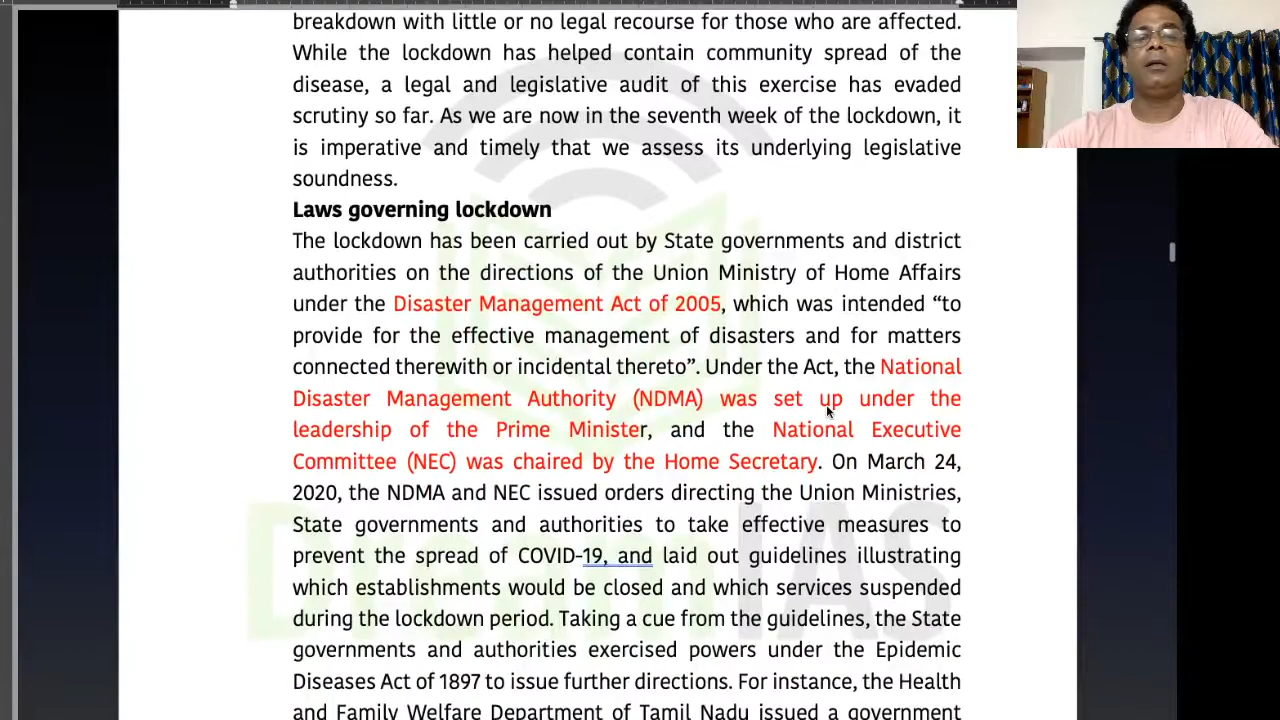 breakdown with little or no legal recourse for those who are affected.
While the lockdown has helped contain community spread of the
disease, a legal and legislative audit of this exercise has evaded
scrutiny so far. As we are now in the seventh week of the lockdown, it
is imperative and timely that we assess its underlying legislative
soundness.
Laws governing lockdown
The lockdown has been carried out by State governments and district
authorities on the directions of the Union Ministry of Home Affairs
under the Disaster Management Act of 2005, which was intended “to
provide for the effective management of disasters and for matters
connected therewith or incidental thereto”. Under the Act, the National
Disaster Management Authority (NDMA) was set up under the
leadership of the Prime Minister, and the National Executive
Committee (NEC) was chaired by the Home Secretary. On March 24,
2020, the NDMA and NEC issued orders directing the Union Ministries,
State governments and authorities to take effective measures to
prevent the spread of COVID-19, and laid out guidelines illustrating
which establishments would be closed and which services suspended
during the lockdown period. Taking a cue from the guidelines, the State
governments and authorities exercised powers under the Epidemic
Diseases Act of 1897 to issue further directions. For instance, the Health
and Family Welfare Department of Tamil Nadu issued a government